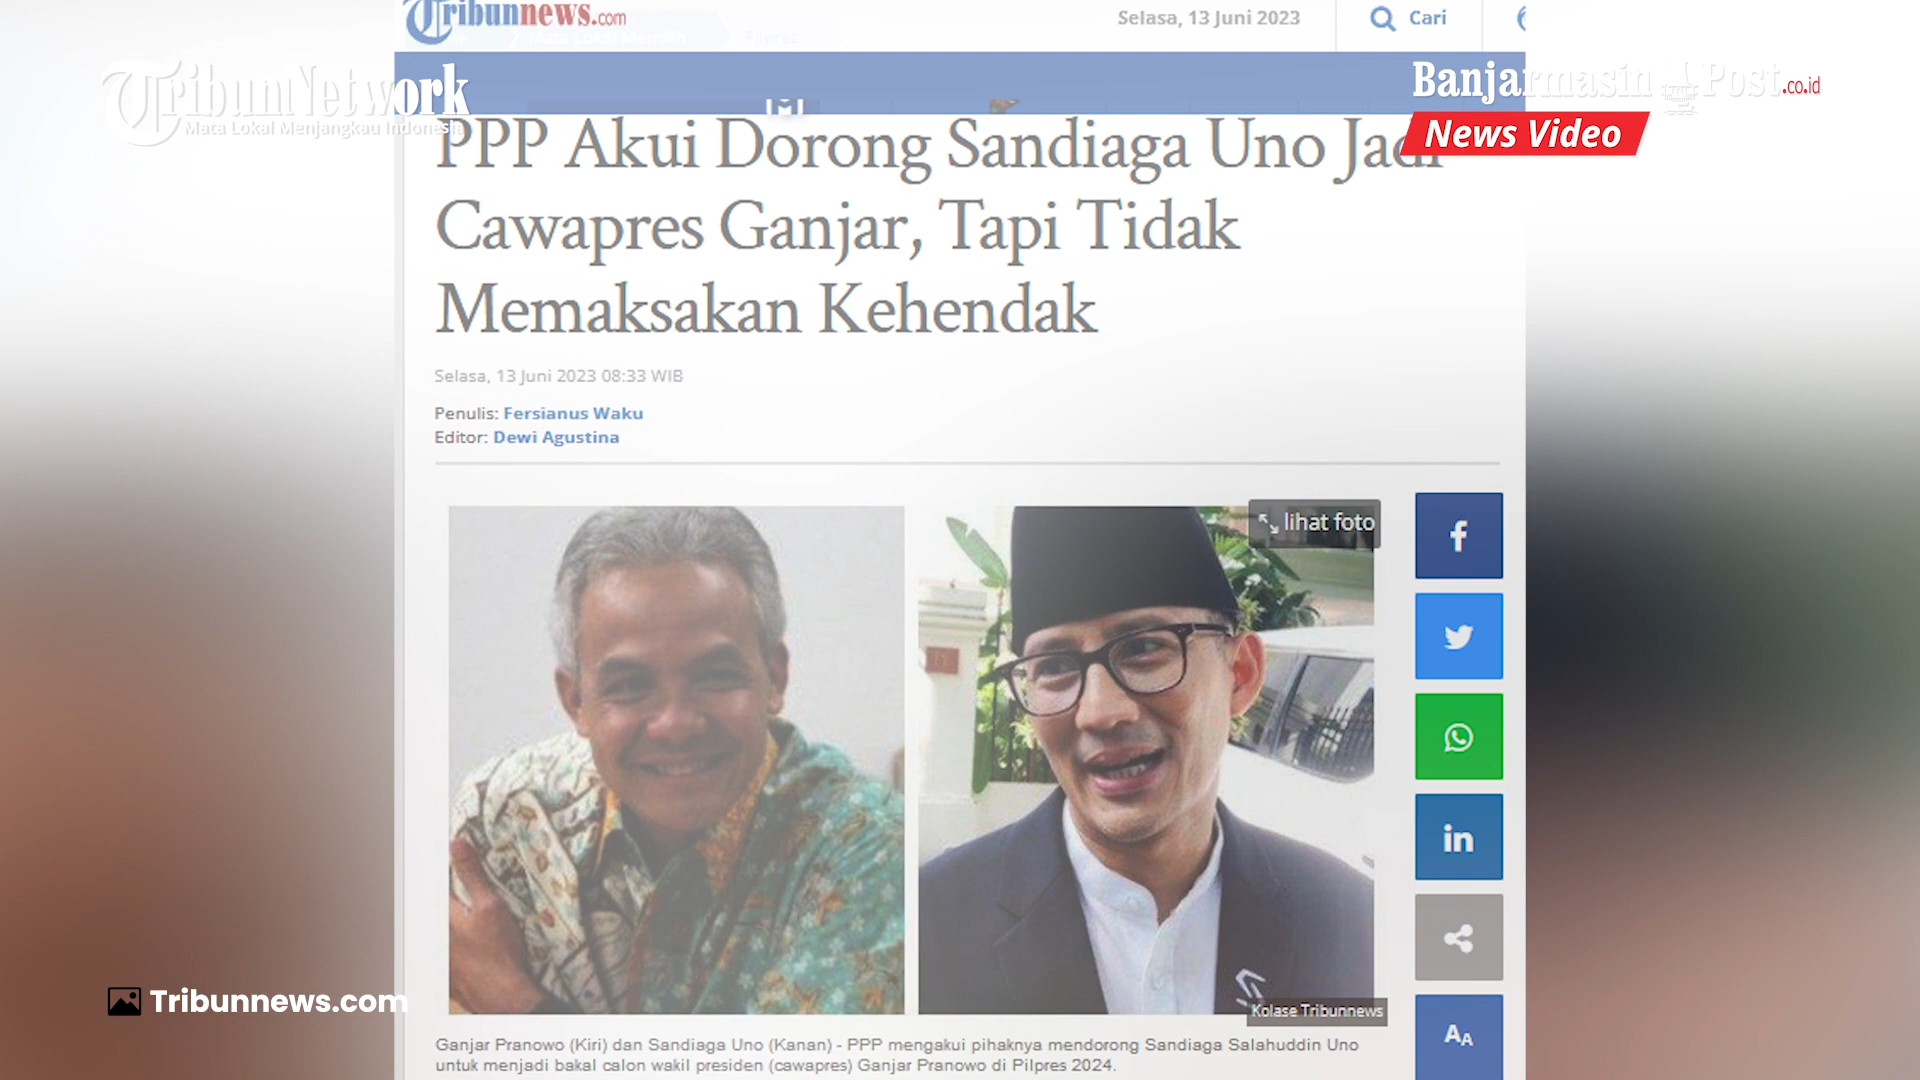 Tribunnews.com
Selasa, 13 Juni 2023
Cari
TribunNetwork
Mata Lokal Menjangkau Indonesia
Banjarmasin Post.co.id
News Video
PPP Akui Dorong Sandiaga Uno Jadi
Cawapres Ganjar, Tapi Tidak
Memaksakan Kehendak
Selasa, 13 Juni 2023 08:33 WIB
Penulis: Fersianus Waku
Editor: Dewi Agustina
lihat foto
Kolase Tribunnews
AA
Tribunnews.com
Ganjar Pranowo (Kiri) dan Sandiaga Uno (Kanan) - PPP mengakui pihaknya mendorong Sandiaga Salahuddin Uno
untuk menjadi bakal calon wakil presiden (cawapres) Ganjar Pranowo di Pilpres 2024.